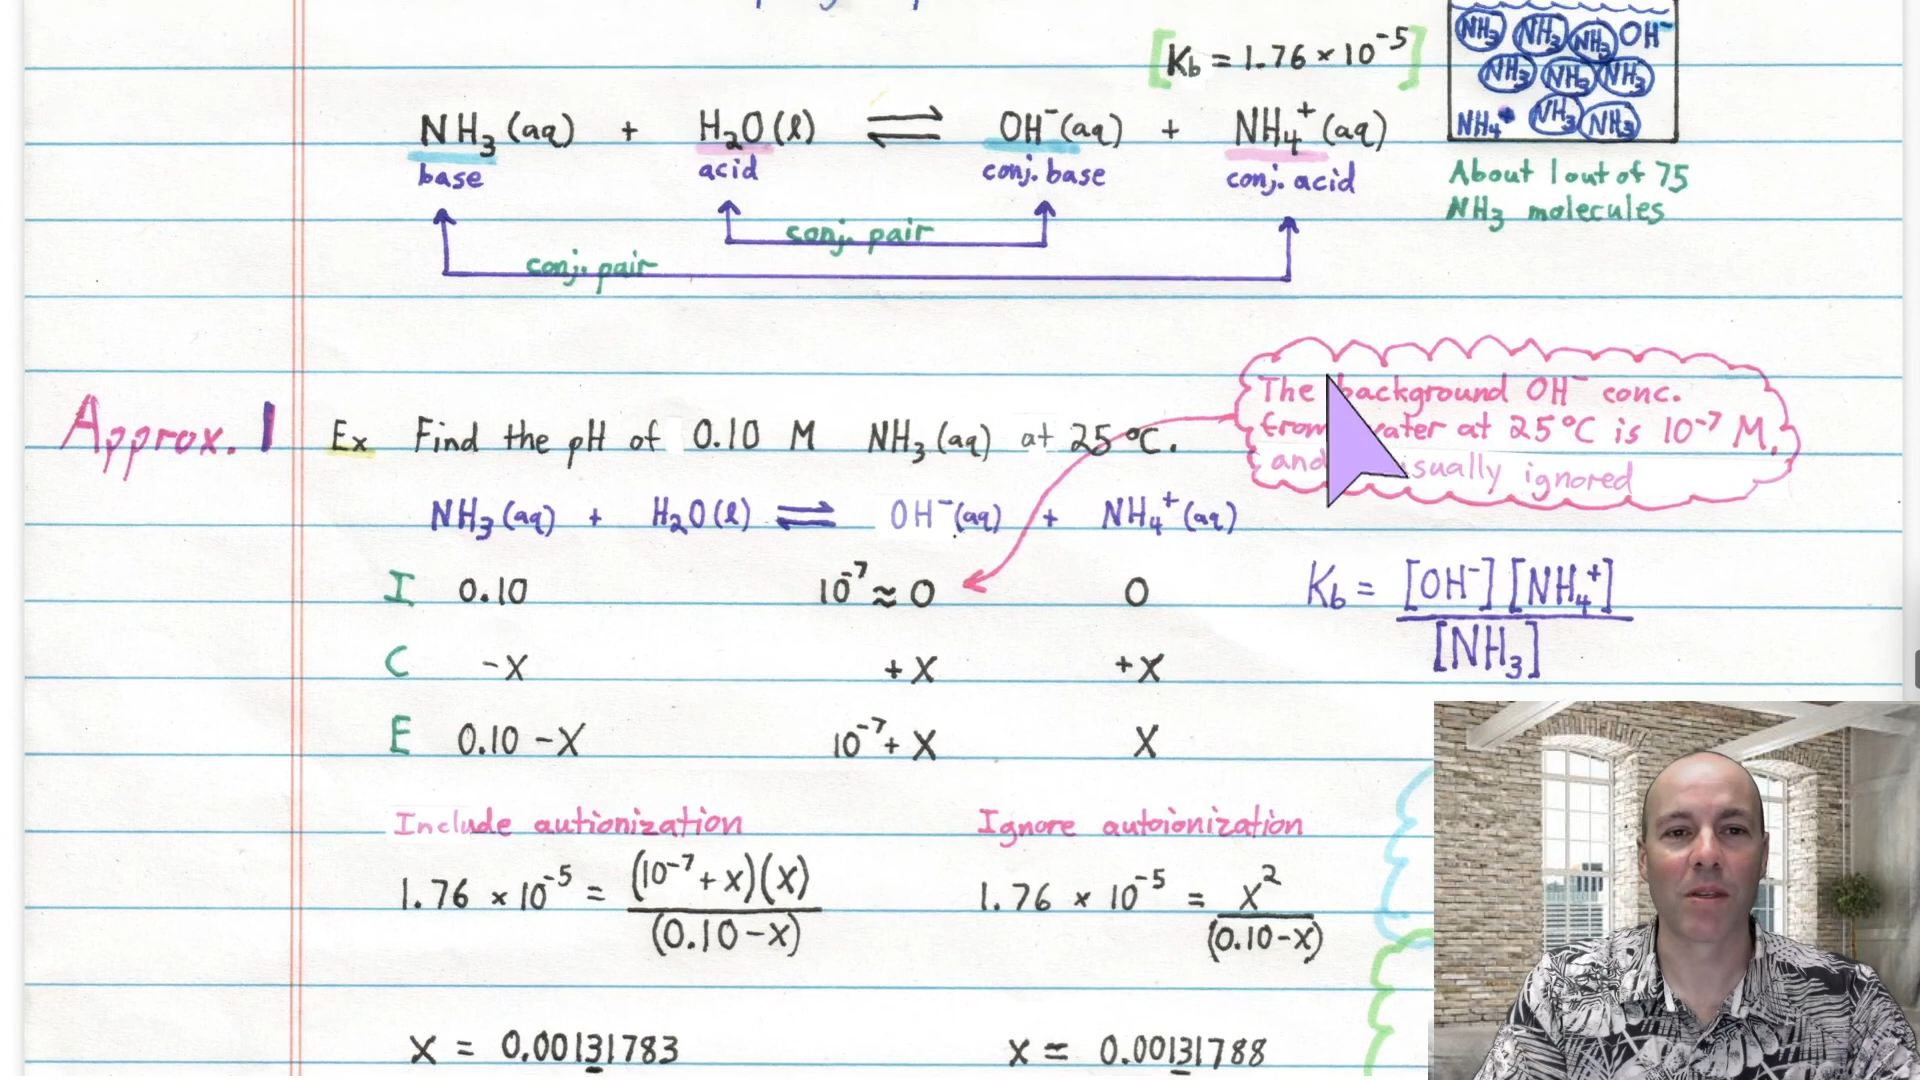 [Kb = 1.76 × 10⁻⁵]
NH₃ NH₃ NH₃ OH⁻
NH₃ NH₃ NH₃
NH₄⁺ NH₃ NH₃
NH₃(aq) + H₂O(l) ⇌ OH⁻(aq) + NH₄⁺(aq)
base acid conj. base conj. acid
About 1 out of 75
NH₃ molecules
conj. pair
conj. pair
The background OH⁻ conc.
from water at 25°C is 10⁻⁷ M,
and usually ignored
Approx. 1
Ex Find the pH of 0.10 M NH₃(aq) at 25°C.
NH₃(aq) + H₂O(l) ⇌ OH⁻(aq) + NH₄⁺(aq)
I 0.10 10⁻⁷ ≈ 0 0
C -X +X +X
E 0.10 -X 10⁻⁷ + X X
Kb = [OH⁻][NH₄⁺] / [NH₃]
Include autionization
1.76 × 10⁻⁵ = (10⁻⁷ + X)(X) / (0.10 - X)
X = 0.00131783
Ignore autoionization
1.76 × 10⁻⁵ = X² / (0.10 - X)
X = 0.00131788